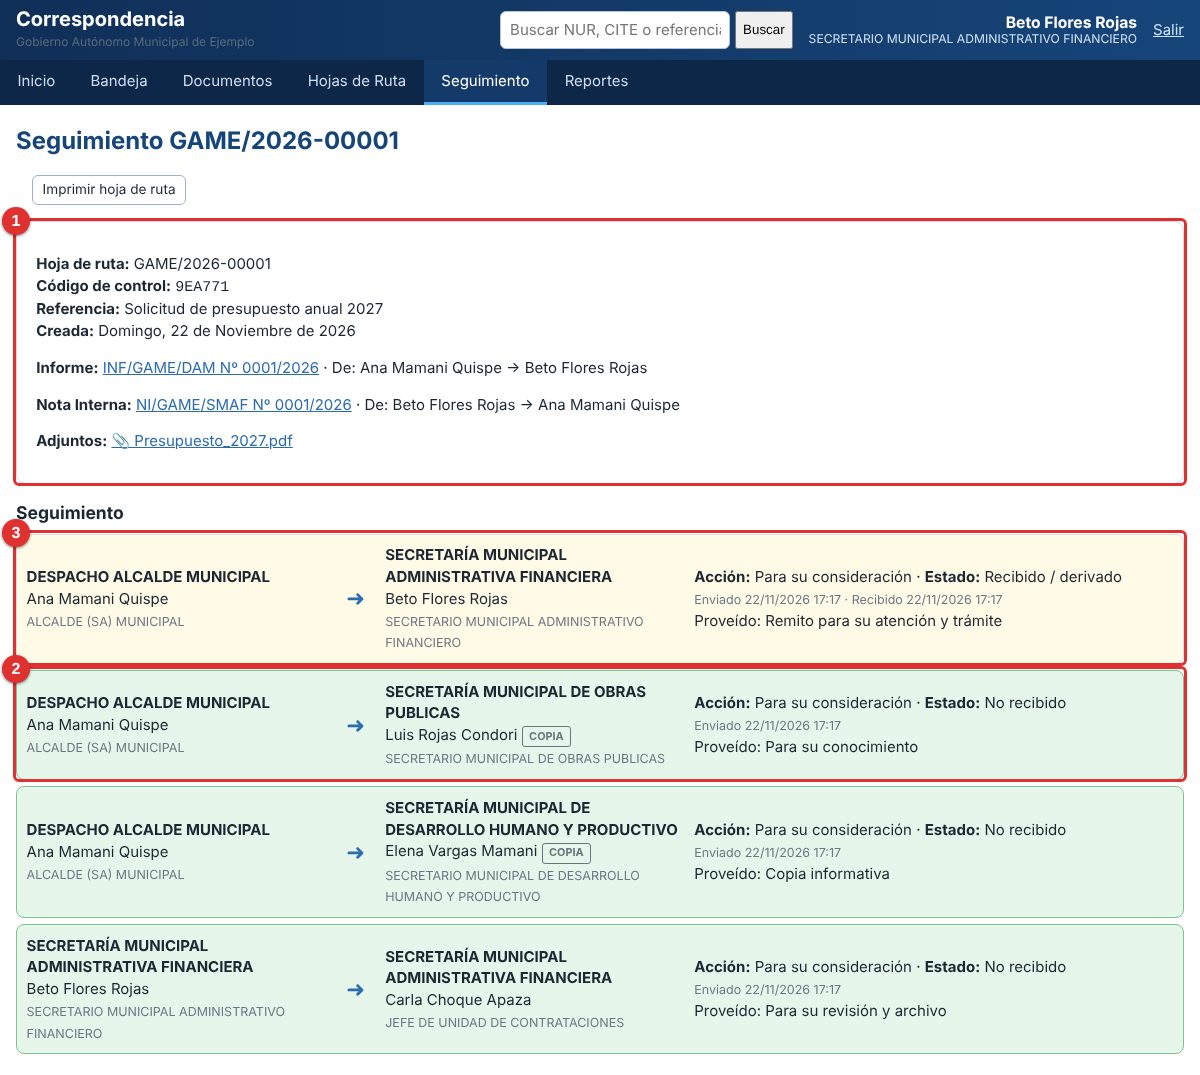 Correspondencia
Gobierno Autónomo Municipal de Ejemplo
Buscar NUR, CITE o referencia
Buscar
Beto Flores Rojas
SECRETARIO MUNICIPAL ADMINISTRATIVO FINANCIERO
Salir
Inicio
Bandeja
Documentos
Hojas de Ruta
Seguimiento
Reportes
Seguimiento GAME/2026-00001
Imprimir hoja de ruta
1
Hoja de ruta: GAME/2026-00001
Código de control: 9EA771
Referencia: Solicitud de presupuesto anual 2027
Creada: Domingo, 22 de Noviembre de 2026
Informe: INF/GAME/DAM Nº 0001/2026 · De: Ana Mamani Quispe → Beto Flores Rojas
Nota Interna: NI/GAME/SMAF Nº 0001/2026 · De: Beto Flores Rojas → Ana Mamani Quispe
Adjuntos: 📎 Presupuesto_2027.pdf
Seguimiento
3
DESPACHO ALCALDE MUNICIPAL
Ana Mamani Quispe
ALCALDE (SA) MUNICIPAL
→
SECRETARÍA MUNICIPAL
ADMINISTRATIVA FINANCIERA
Beto Flores Rojas
SECRETARIO MUNICIPAL ADMINISTRATIVO
FINANCIERO
Acción: Para su consideración · Estado: Recibido / derivado
Enviado 22/11/2026 17:17 · Recibido 22/11/2026 17:17
Proveído: Remito para su atención y trámite
2
DESPACHO ALCALDE MUNICIPAL
Ana Mamani Quispe
ALCALDE (SA) MUNICIPAL
→
SECRETARÍA MUNICIPAL DE OBRAS
PUBLICAS
Luis Rojas Condori COPIA
SECRETARIO MUNICIPAL DE OBRAS PUBLICAS
Acción: Para su consideración · Estado: No recibido
Enviado 22/11/2026 17:17
Proveído: Para su conocimiento
DESPACHO ALCALDE MUNICIPAL
Ana Mamani Quispe
ALCALDE (SA) MUNICIPAL
→
SECRETARÍA MUNICIPAL DE
DESARROLLO HUMANO Y PRODUCTIVO
Elena Vargas Mamani COPIA
SECRETARIO MUNICIPAL DE DESARROLLO
HUMANO Y PRODUCTIVO
Acción: Para su consideración · Estado: No recibido
Enviado 22/11/2026 17:17
Proveído: Copia informativa
SECRETARÍA MUNICIPAL
ADMINISTRATIVA FINANCIERA
Beto Flores Rojas
SECRETARIO MUNICIPAL ADMINISTRATIVO
FINANCIERO
→
SECRETARÍA MUNICIPAL
ADMINISTRATIVA FINANCIERA
Carla Choque Apaza
JEFE DE UNIDAD DE CONTRATACIONES
Acción: Para su consideración · Estado: No recibido
Enviado 22/11/2026 17:17
Proveído: Para su revisión y archivo